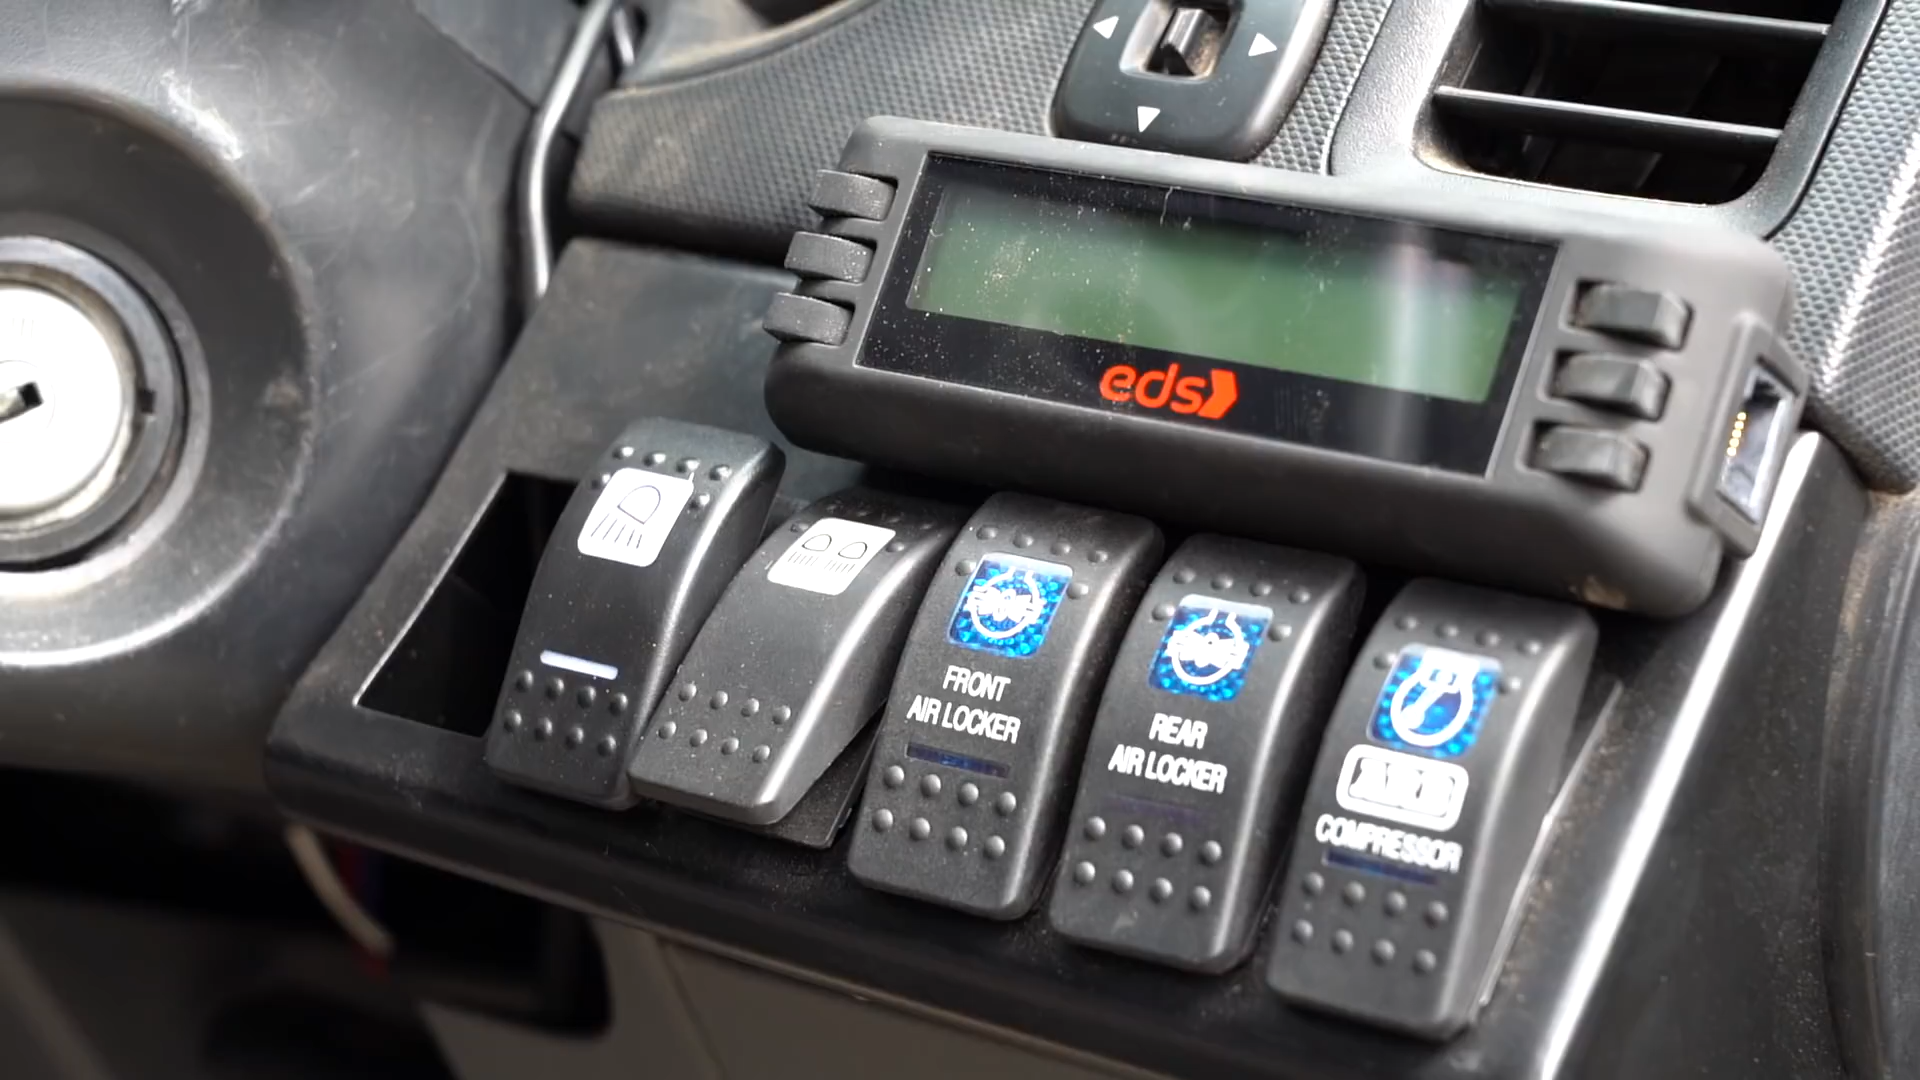 eds
FRONT
AIR LOCKER
REAR
AIR LOCKER
ARB
COMPRESSOR